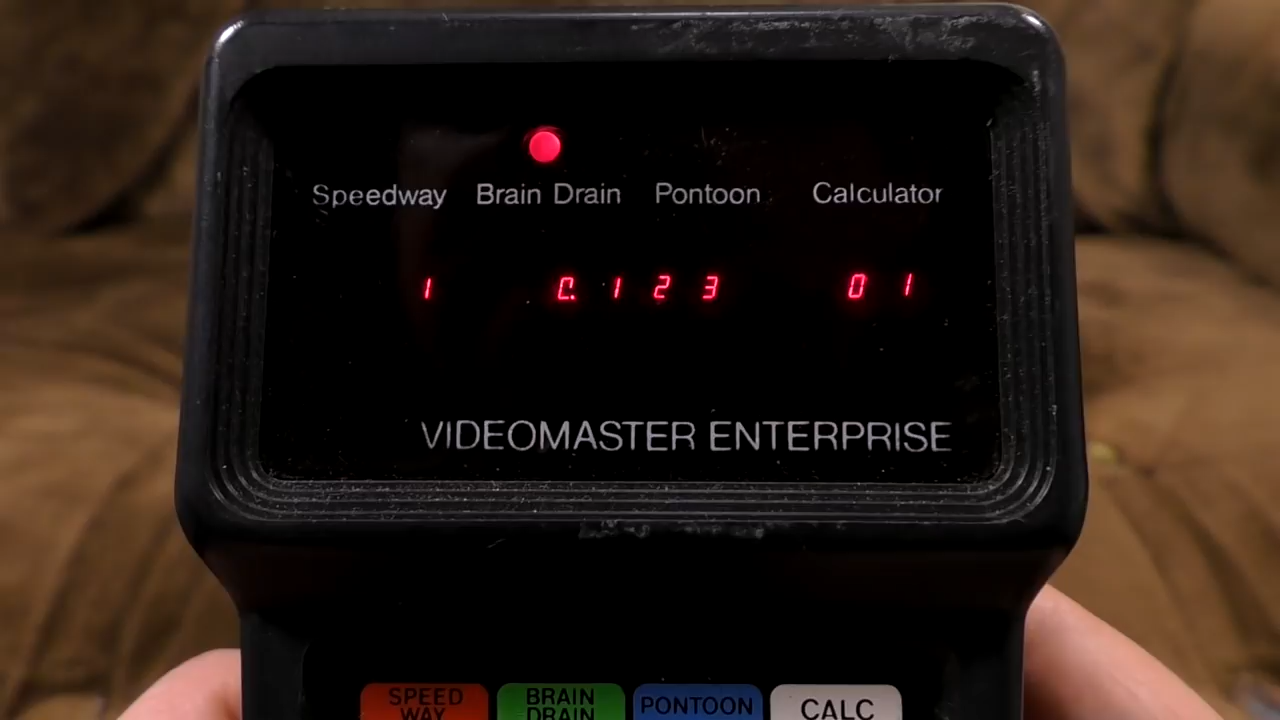 Speedway Brain Drain Pontoon Calculator
1 0. 1 2 3 0 1
VIDEOMASTER ENTERPRISE
SPEED WAY BRAIN DRAIN PONTOON CALC